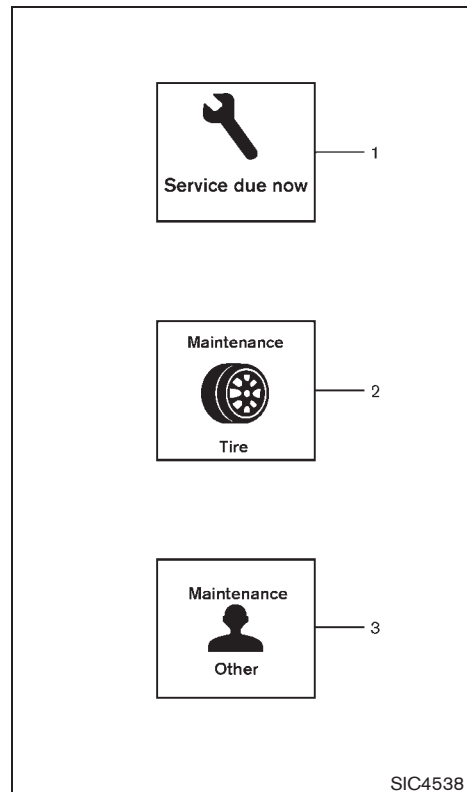 Service due now
1
Maintenance
2
Tire
Maintenance
3
Other
SIC4538